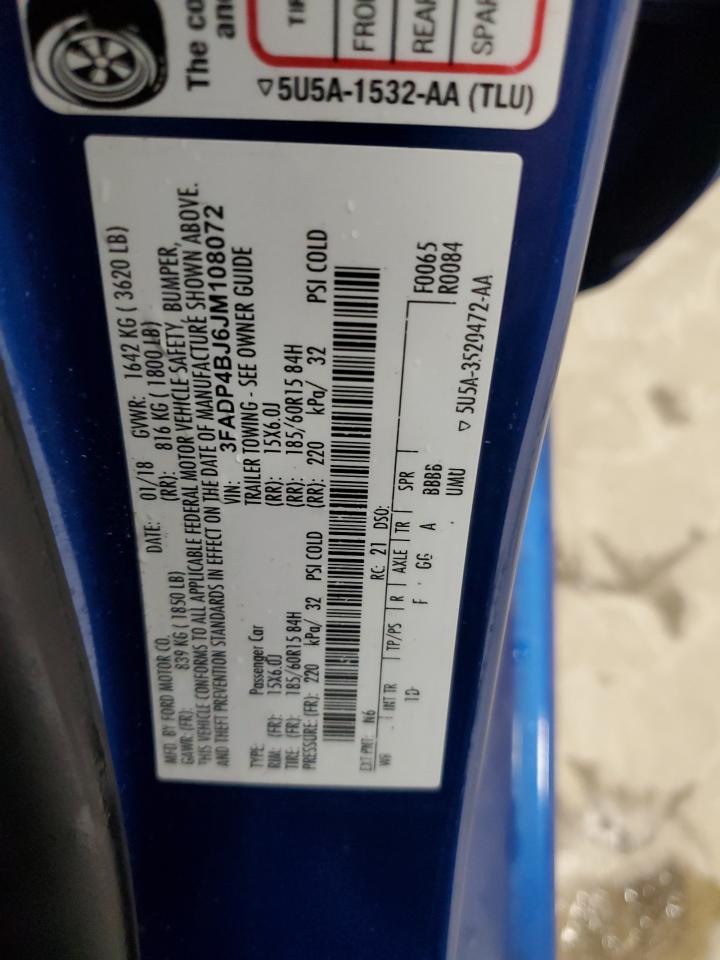 The co
and
TIR
FRO
REAR
SPAR
5U5A-1532-AA (TLU)
MFD. BY FORD MOTOR CO.
DATE: 01/18 GVWR: 1642 KG ( 3620 LB)
GAWR: (FR): 839 KG ( 1850 LB) (RR): 816 KG ( 1800 LB)
THIS VEHICLE CONFORMS TO ALL APPLICABLE FEDERAL MOTOR VEHICLE SAFETY, BUMPER,
AND THEFT PREVENTION STANDARDS IN EFFECT ON THE DATE OF MANUFACTURE SHOWN ABOVE.
VIN: 3FADP4BJ6JM108072
TYPE: Passenger Car TRAILER TOWING - SEE OWNER GUIDE
RIM: (FR): 15X6.0J (RR): 15X6.0J
TIRE: (FR): 185/60R15 84H (RR): 185/60R15 84H
PRESSURE: (FR): 220 kPa/ 32 PSI COLD (RR): 220 kPa/ 32 PSI COLD
EXT PNT: N6 RC: 21 DSO: F0065
WB INT TR TP/PS R AXLE TR SPR R0084
F GG A BBBB
UMU
5U5A-3520472-AA